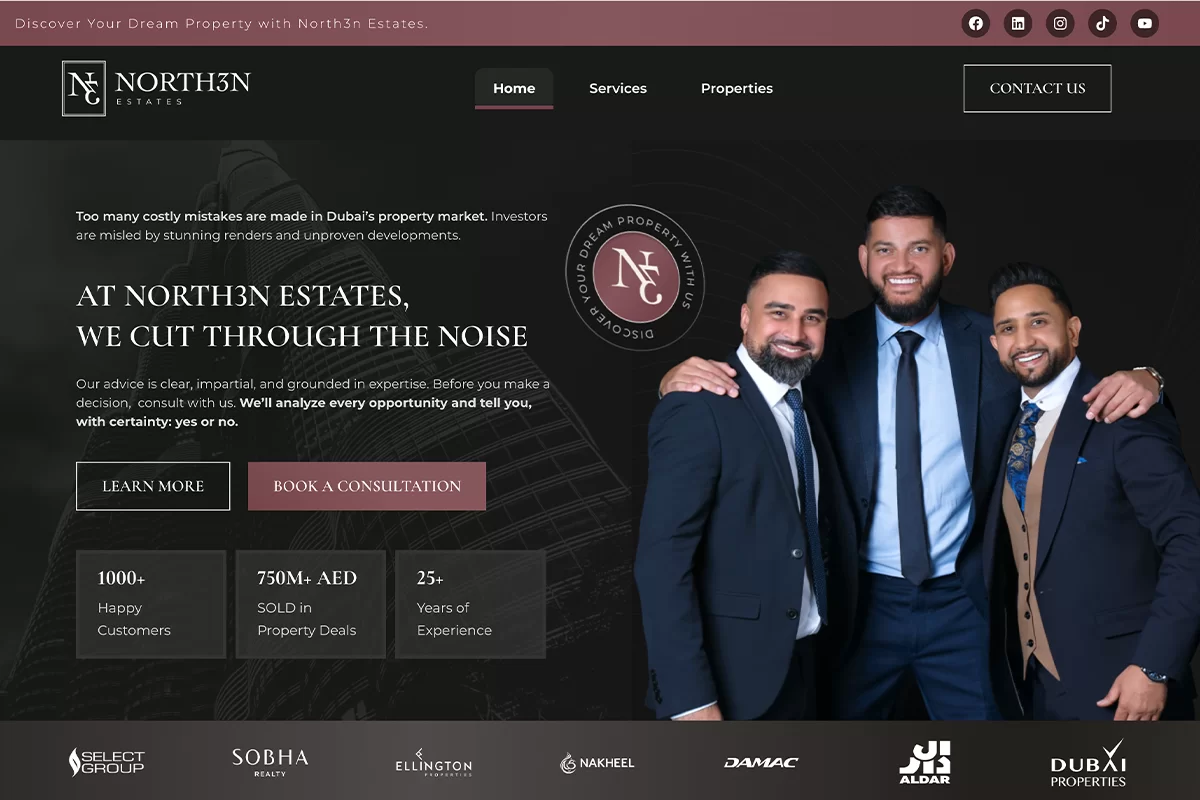 Discover Your Dream Property with North3n Estates.
NORTH3N
ESTATES
Home
Services
Properties
CONTACT US
Too many costly mistakes are made in Dubai’s property market. Investors
are misled by stunning renders and unproven developments.
DISCOVER YOUR DREAM PROPERTY WITH US
AT NORTH3N ESTATES,
WE CUT THROUGH THE NOISE
Our advice is clear, impartial, and grounded in expertise. Before you make a
decision, consult with us. We’ll analyze every opportunity and tell you,
with certainty: yes or no.
LEARN MORE
BOOK A CONSULTATION
1000+
Happy
Customers
750M+ AED
SOLD in
Property Deals
25+
Years of
Experience
SELECT
GROUP
SOBHA
REALTY
ELLINGTON
PROPERTIES
NAKHEEL
DAMAC
ALDAR
DUBAI
PROPERTIES